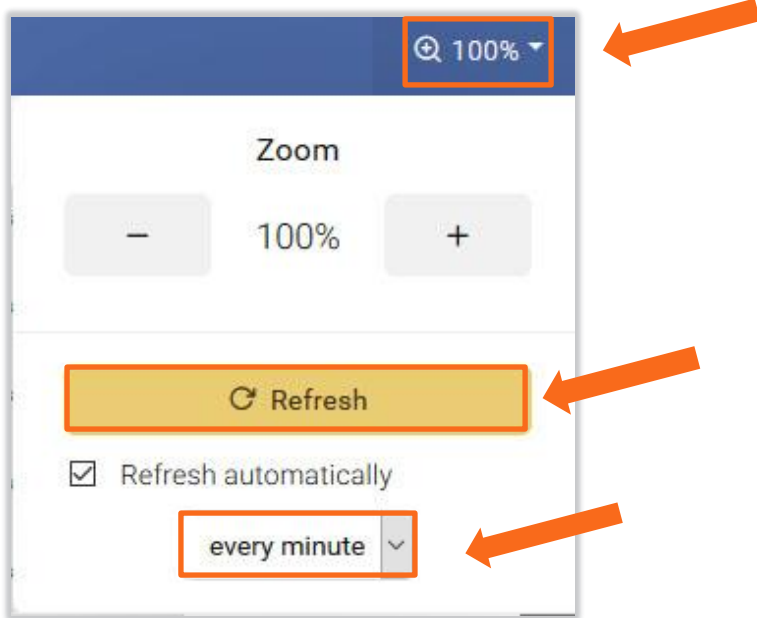 100%
Zoom
− 100% +
Refresh
Refresh automatically
every minute